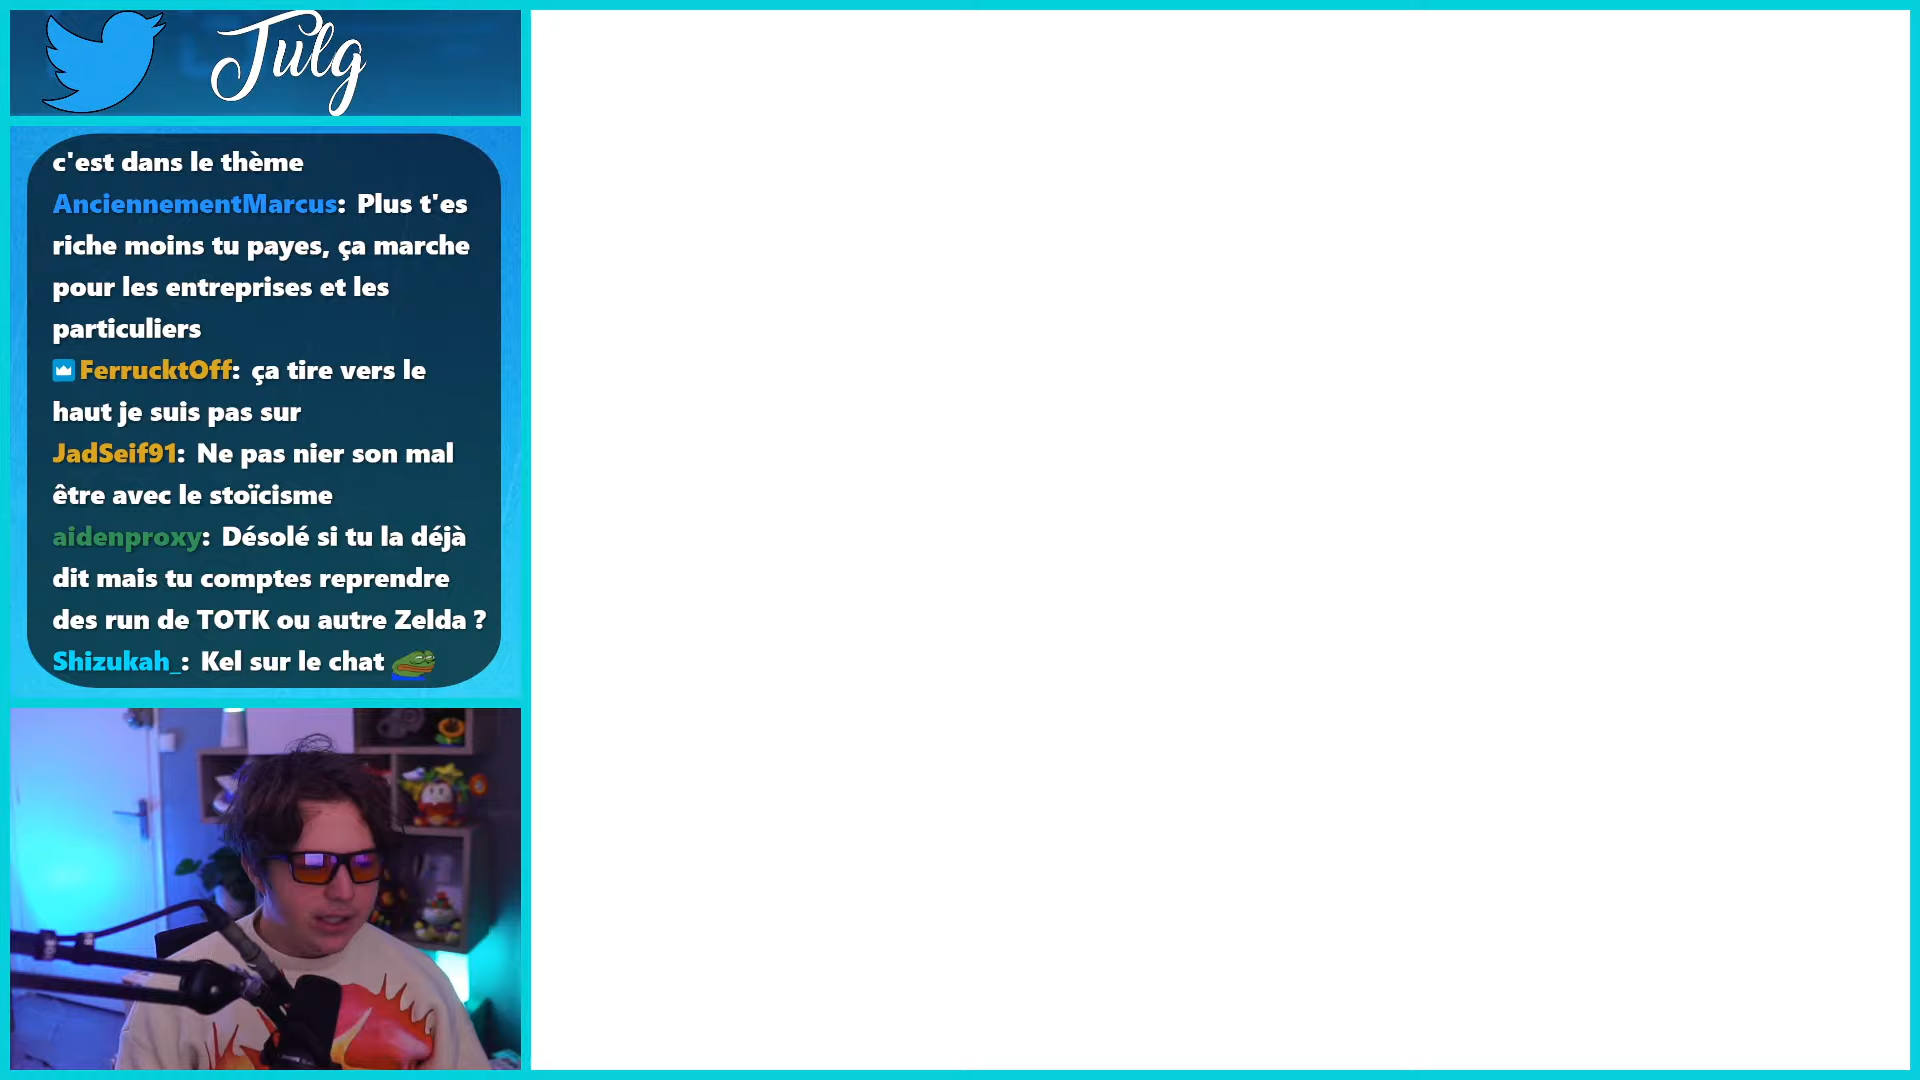 Julg
c'est dans le thème
AnciennementMarcus: Plus t'es
riche moins tu payes, ça marche
pour les entreprises et les
particuliers
FerrucktOff: ça tire vers le
haut je suis pas sur
JadSeif91: Ne pas nier son mal
être avec le stoïcisme
aidenproxy: Désolé si tu la déjà
dit mais tu comptes reprendre
des run de TOTK ou autre Zelda ?
Shizukah_: Kel sur le chat